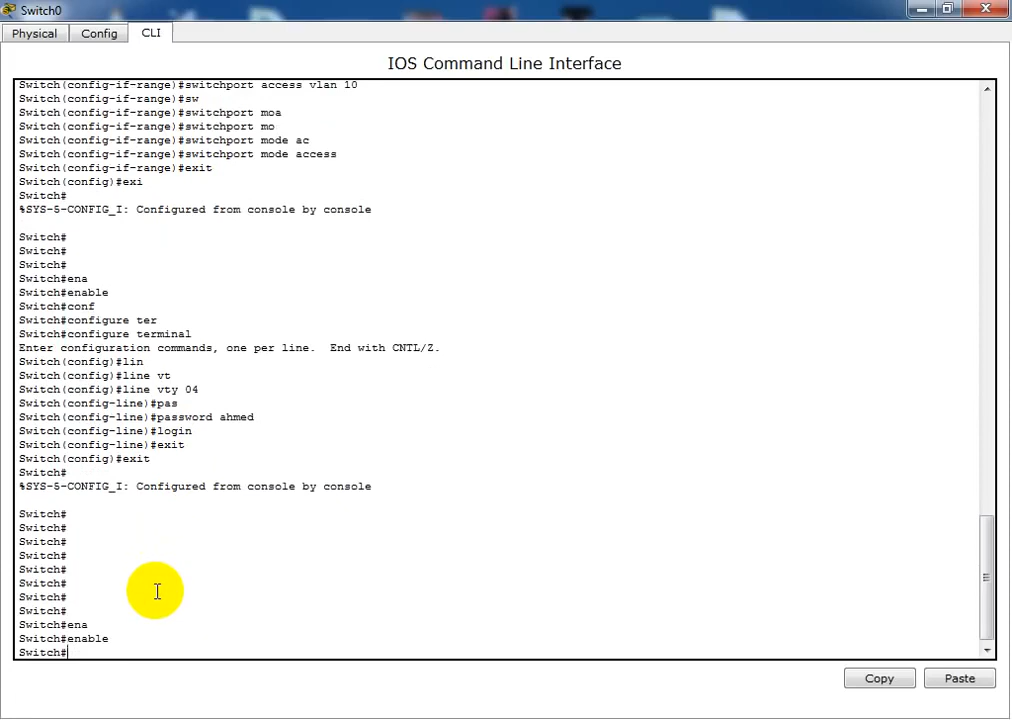 Switch0
Physical Config CLI
IOS Command Line Interface
Switch(config-if-range)#switchport access vlan 10
Switch(config-if-range)#sw
Switch(config-if-range)#switchport moa
Switch(config-if-range)#switchport mo
Switch(config-if-range)#switchport mode ac
Switch(config-if-range)#switchport mode access
Switch(config-if-range)#exit
Switch(config)#exi
Switch#
%SYS-5-CONFIG_I: Configured from console by console
Switch#
Switch#
Switch#
Switch#ena
Switch#enable
Switch#conf
Switch#configure ter
Switch#configure terminal
Enter configuration commands, one per line.  End with CNTL/Z.
Switch(config)#lin
Switch(config)#line vt
Switch(config)#line vty 04
Switch(config-line)#pas
Switch(config-line)#password ahmed
Switch(config-line)#login
Switch(config-line)#exit
Switch(config)#exit
Switch#
%SYS-5-CONFIG_I: Configured from console by console
Switch#
Switch#
Switch#
Switch#
Switch#
Switch#
Switch#
Switch#
Switch#ena
Switch#enable
Switch#
Copy Paste